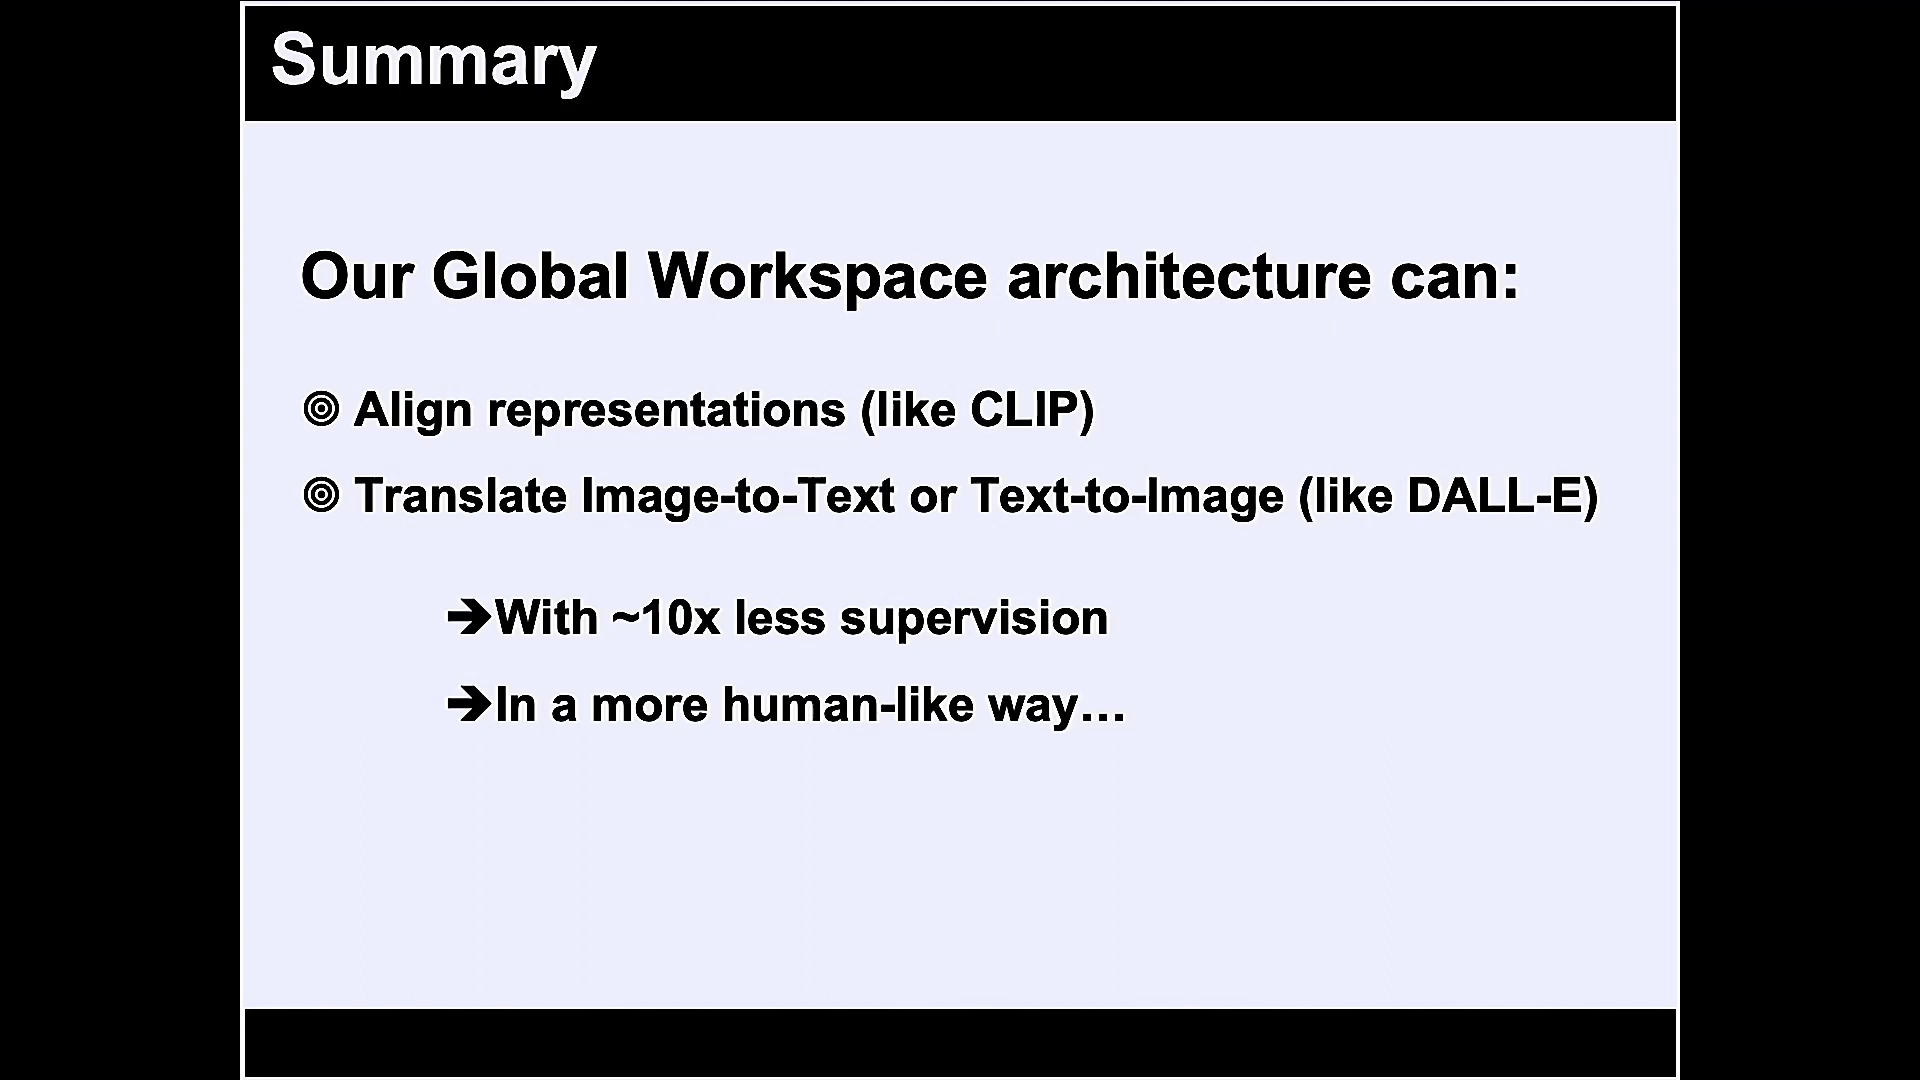 Summary
Our Global Workspace architecture can:
◎ Align representations (like CLIP)
◎ Translate Image-to-Text or Text-to-Image (like DALL-E)
➔With ~10x less supervision
➔In a more human-like way…